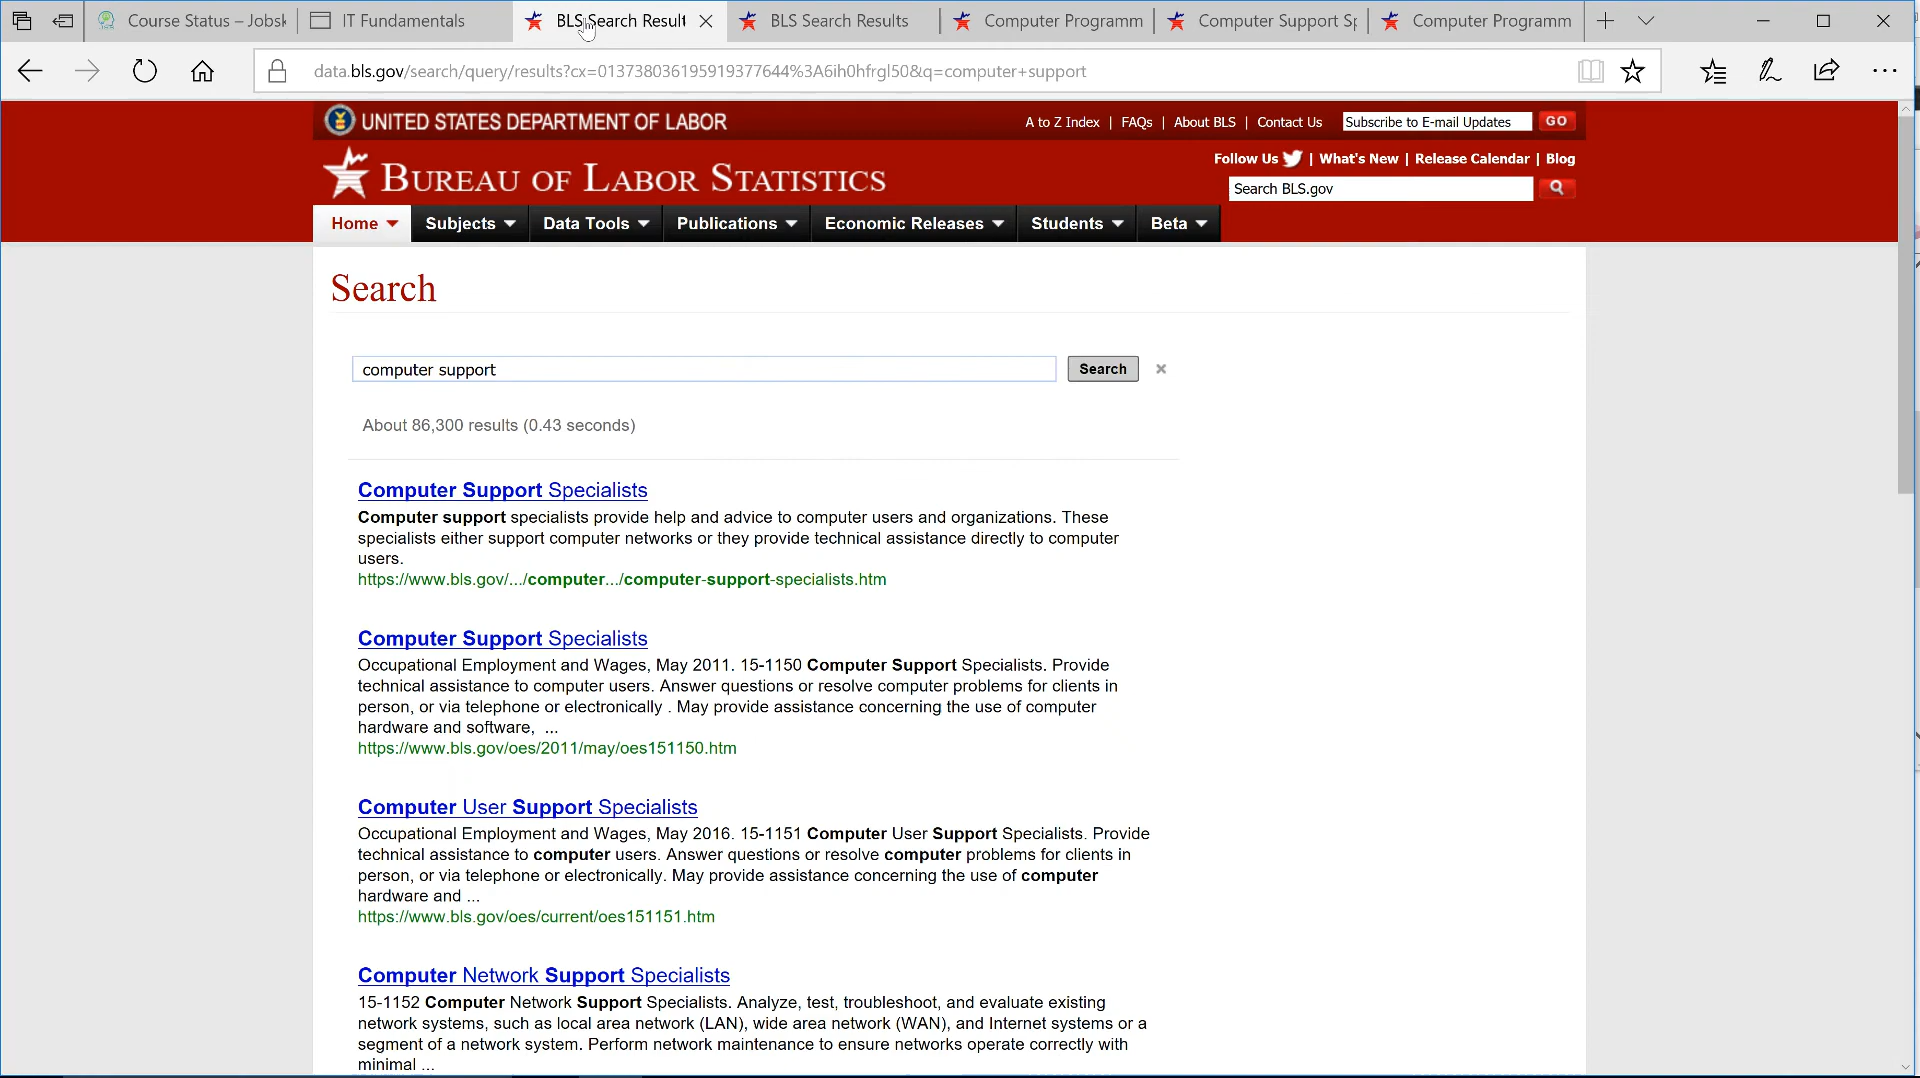 Course Status – Jobsk
IT Fundamentals
BLS Search Result
BLS Search Results
Computer Programm
Computer Support Sp
Computer Programm
data.bls.gov/search/query/results?cx=013738036195919377644%3A6ih0hfrgl50&q=computer+support
UNITED STATES DEPARTMENT OF LABOR
A to Z Index | FAQs | About BLS | Contact Us
Subscribe to E-mail Updates GO
Follow Us | What's New | Release Calendar | Blog
BUREAU OF LABOR STATISTICS
Search BLS.gov
Home Subjects Data Tools Publications Economic Releases Students Beta
Search
computer support
Search
About 86,300 results (0.43 seconds)
Computer Support Specialists
Computer support specialists provide help and advice to computer users and organizations. These
specialists either support computer networks or they provide technical assistance directly to computer
users.
https://www.bls.gov/.../computer.../computer-support-specialists.htm
Computer Support Specialists
Occupational Employment and Wages, May 2011. 15-1150 Computer Support Specialists. Provide
technical assistance to computer users. Answer questions or resolve computer problems for clients in
person, or via telephone or electronically . May provide assistance concerning the use of computer
hardware and software, ...
https://www.bls.gov/oes/2011/may/oes151150.htm
Computer User Support Specialists
Occupational Employment and Wages, May 2016. 15-1151 Computer User Support Specialists. Provide
technical assistance to computer users. Answer questions or resolve computer problems for clients in
person, or via telephone or electronically. May provide assistance concerning the use of computer
hardware and ...
https://www.bls.gov/oes/current/oes151151.htm
Computer Network Support Specialists
15-1152 Computer Network Support Specialists. Analyze, test, troubleshoot, and evaluate existing
network systems, such as local area network (LAN), wide area network (WAN), and Internet systems or a
segment of a network system. Perform network maintenance to ensure networks operate correctly with
minimal ...